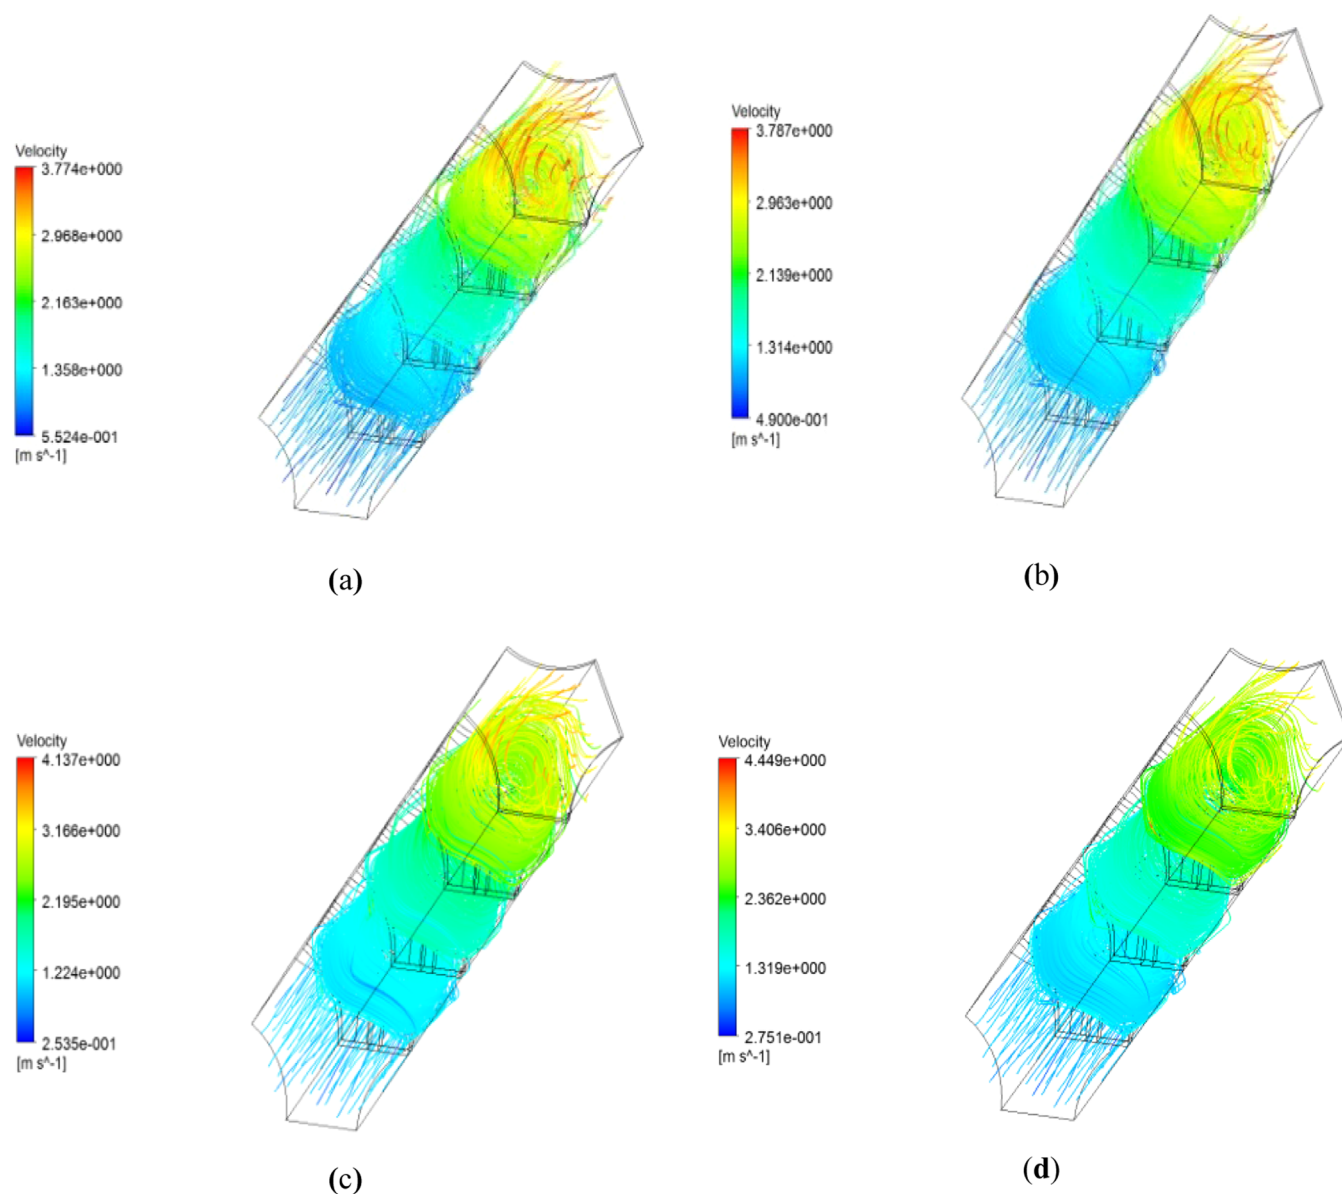 Velocity
3.774e+000
2.968e+000
2.163e+000
1.358e+000
5.524e-001
[m s^-1]
(a)
Velocity
3.787e+000
2.963e+000
2.139e+000
1.314e+000
4.900e-001
[m s^-1]
(b)
Velocity
4.137e+000
3.166e+000
2.195e+000
1.224e+000
2.535e-001
[m s^-1]
(c)
Velocity
4.449e+000
3.406e+000
2.362e+000
1.319e+000
2.751e-001
[m s^-1]
(d)